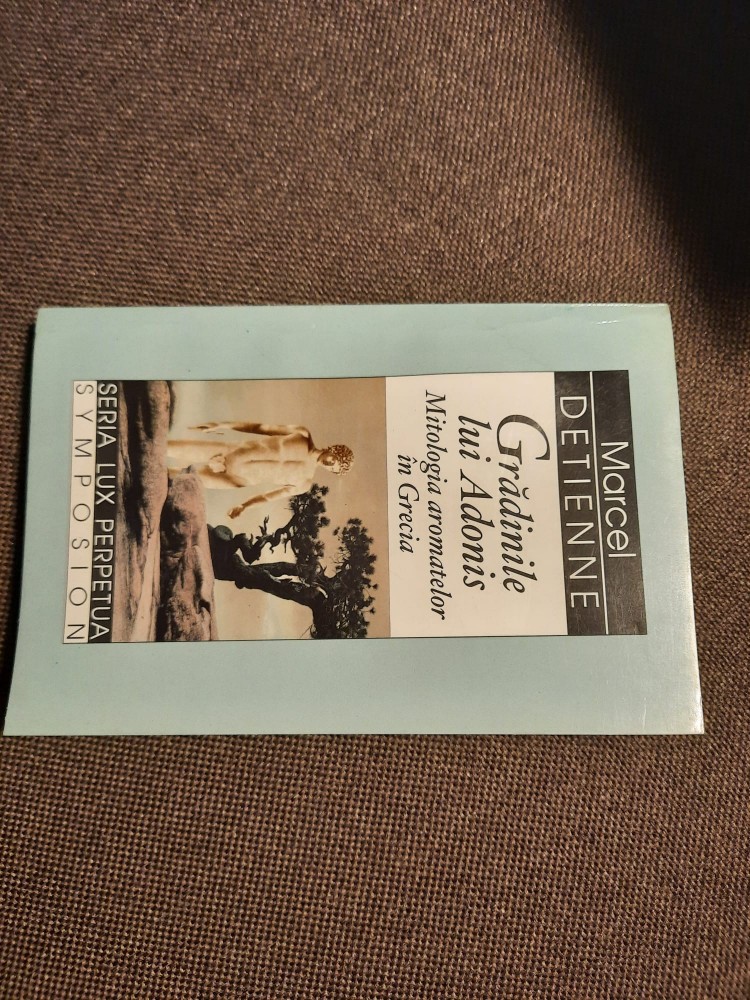 Marcel
DETIENNE
Grădinile
lui Adonis
Mitologia aromatelor
în Grecia
SERIA LUX PERPETUA
SYMPOSION